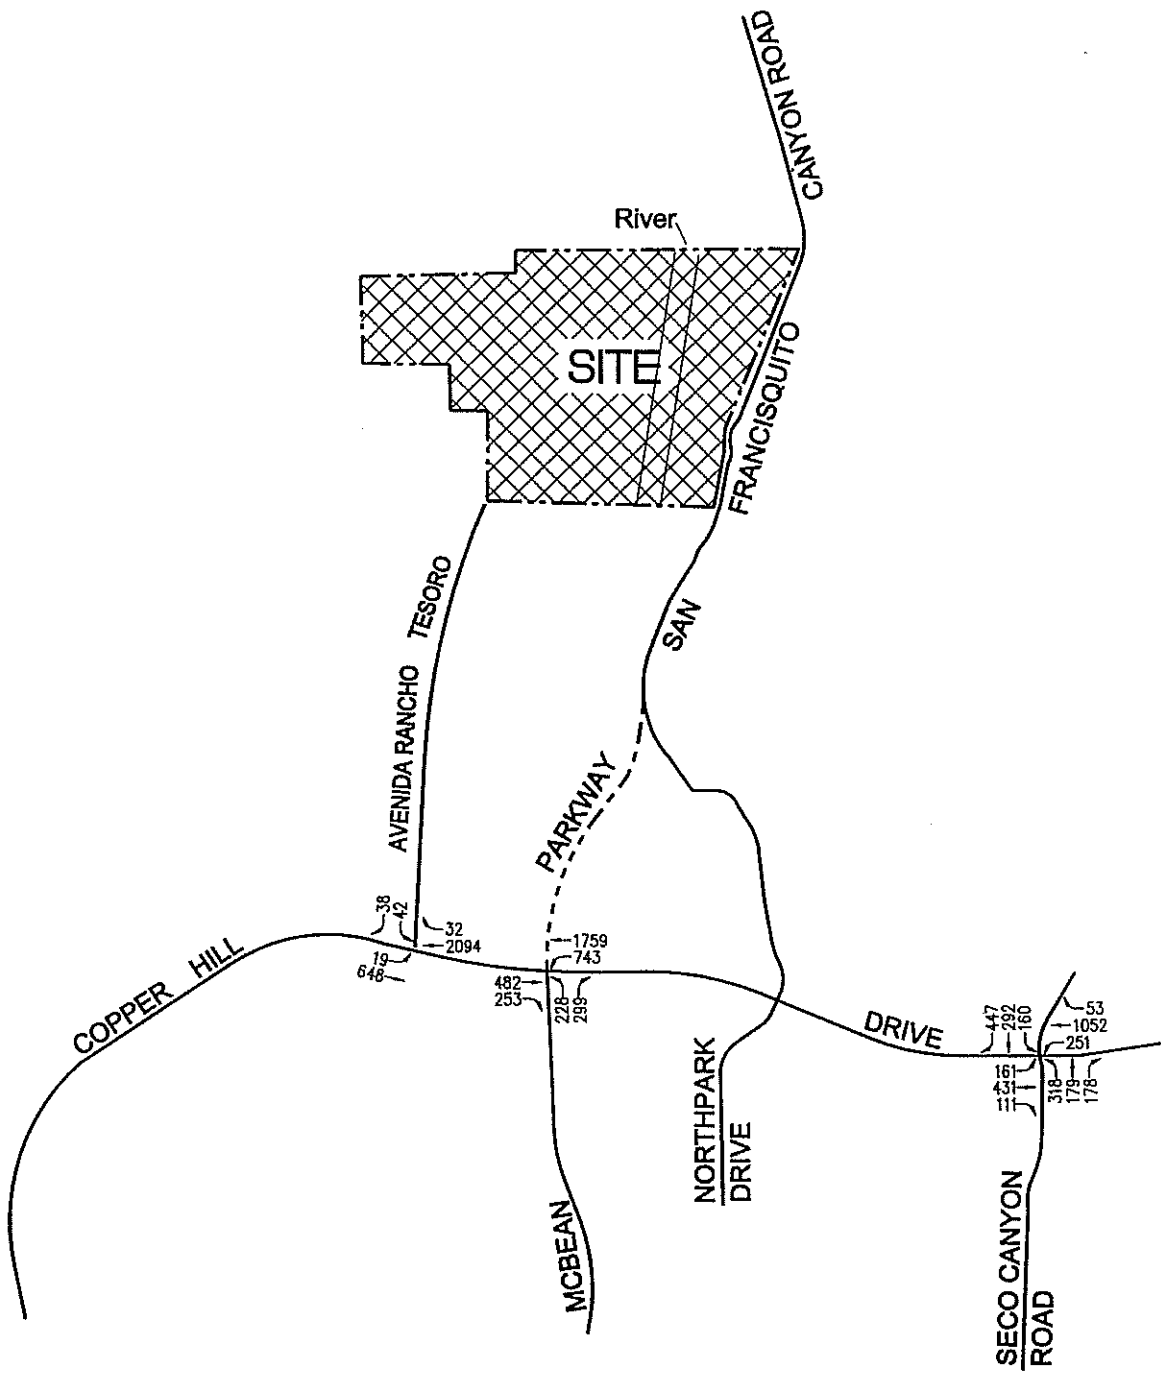 CANYON ROAD
River
SITE
FRANCISQUITO
SAN
AVENIDA RANCHO TESORO
PARKWAY
COPPER HILL
38
42
32
2094
19
648
1759
743
482
253
228
299
DRIVE
447
292
160
53
1052
251
161
431
111
318
179
178
NORTHPARK
DRIVE
MCBEAN
SECO CANYON
ROAD